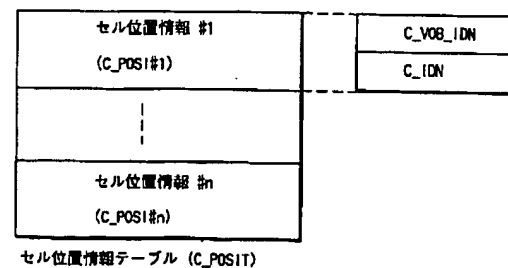 セル位置情報 #1
(C_POSI#1)
C_VOB_IDN
C_IDN
セル位置情報 #n
(C_POSI#n)
セル位置情報テーブル (C_POSIT)